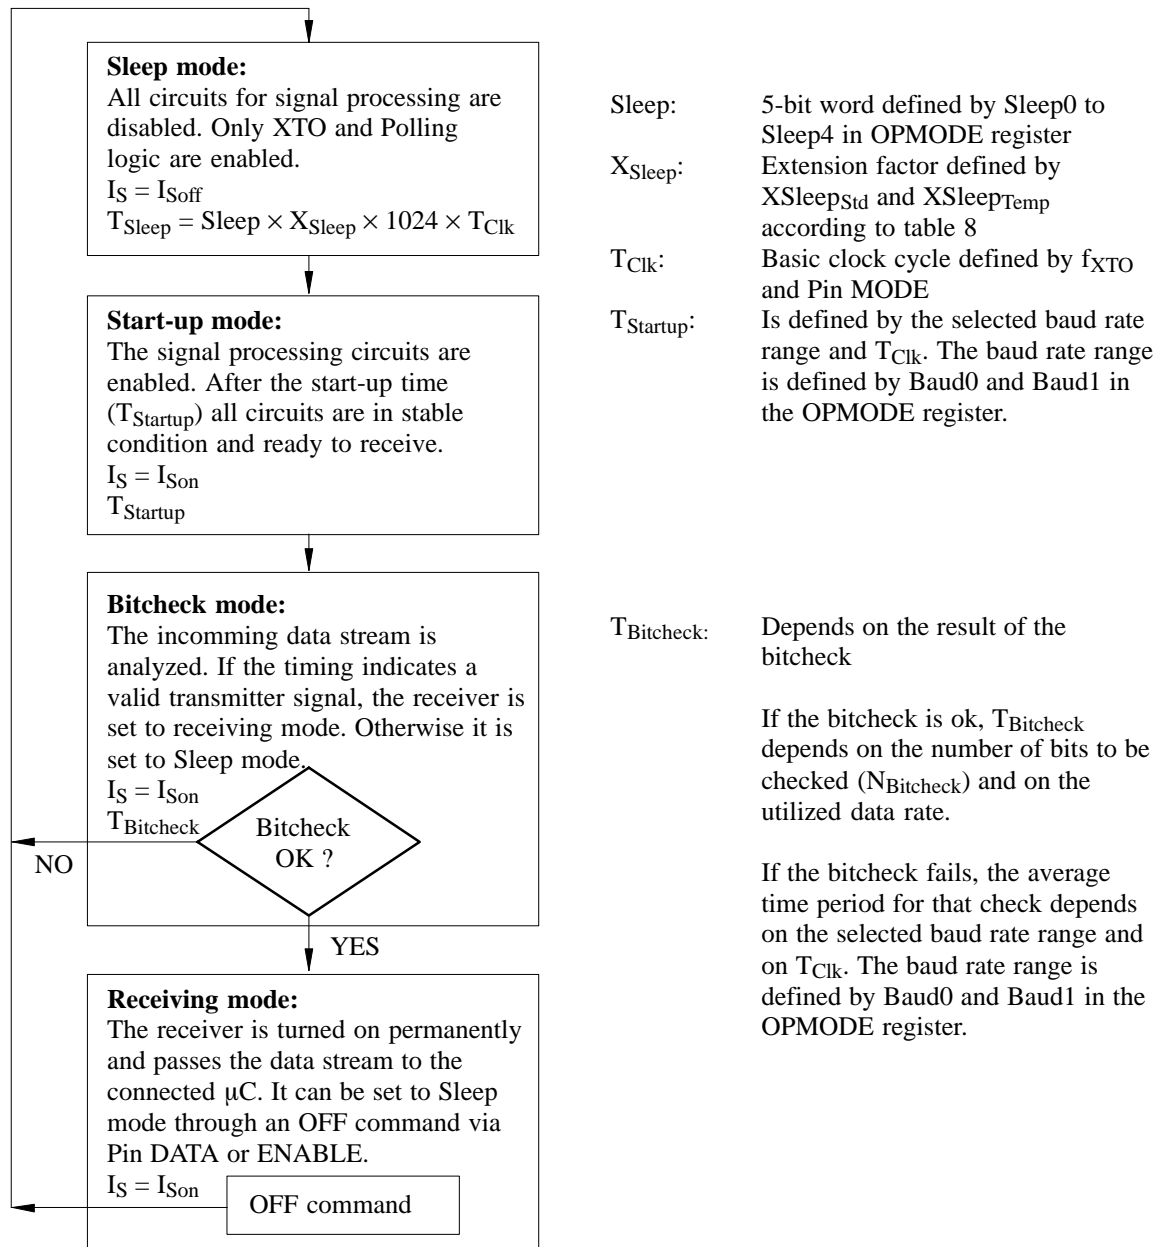 Sleep mode:
All circuits for signal processing are
disabled. Only XTO and Polling
logic are enabled.
IS = ISoff
TSleep = Sleep × XSleep × 1024 × TClk
Start-up mode:
The signal processing circuits are
enabled. After the start-up time
(TStartup) all circuits are in stable
condition and ready to receive.
IS = ISon
TStartup
Bitcheck mode:
The incomming data stream is
analyzed. If the timing indicates a
valid transmitter signal, the receiver is
set to receiving mode. Otherwise it is
set to Sleep mode.
IS = ISon
TBitcheck
Bitcheck
OK ?
NO
YES
Receiving mode:
The receiver is turned on permanently
and passes the data stream to the
connected µC. It can be set to Sleep
mode through an OFF command via
Pin DATA or ENABLE.
IS = ISon
OFF command
Sleep: 5-bit word defined by Sleep0 to
Sleep4 in OPMODE register
XSleep: Extension factor defined by
XSleepStd and XSleepTemp
according to table 8
TClk: Basic clock cycle defined by fXTO
and Pin MODE
TStartup: Is defined by the selected baud rate
range and TClk. The baud rate range
is defined by Baud0 and Baud1 in
the OPMODE register.
TBitcheck: Depends on the result of the
bitcheck
If the bitcheck is ok, TBitcheck
depends on the number of bits to be
checked (NBitcheck) and on the
utilized data rate.
If the bitcheck fails, the average
time period for that check depends
on the selected baud rate range and
on TClk. The baud rate range is
defined by Baud0 and Baud1 in the
OPMODE register.